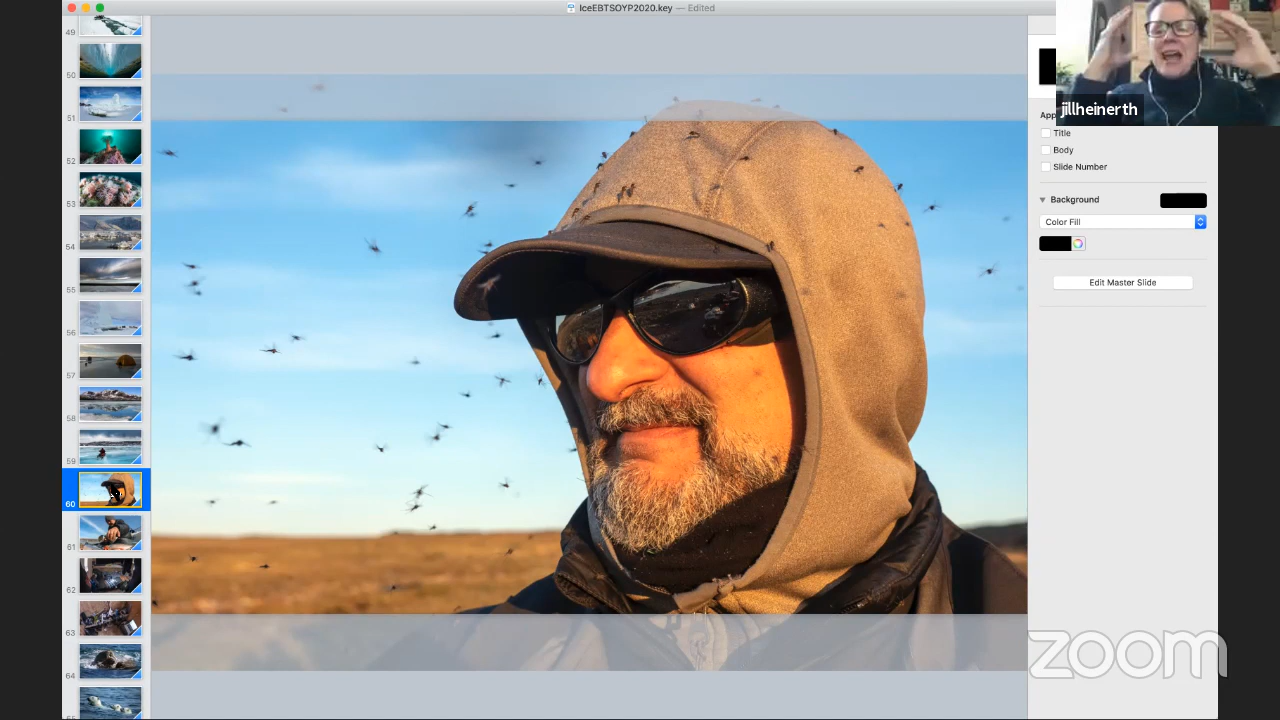 IceEBTSOYP2020.key — Edited
jillheinerth
49
50
51
52
53
54
55
56
57
58
59
60
61
62
63
64
Title
Body
Slide Number
Background
Color Fill
Edit Master Slide
zoom